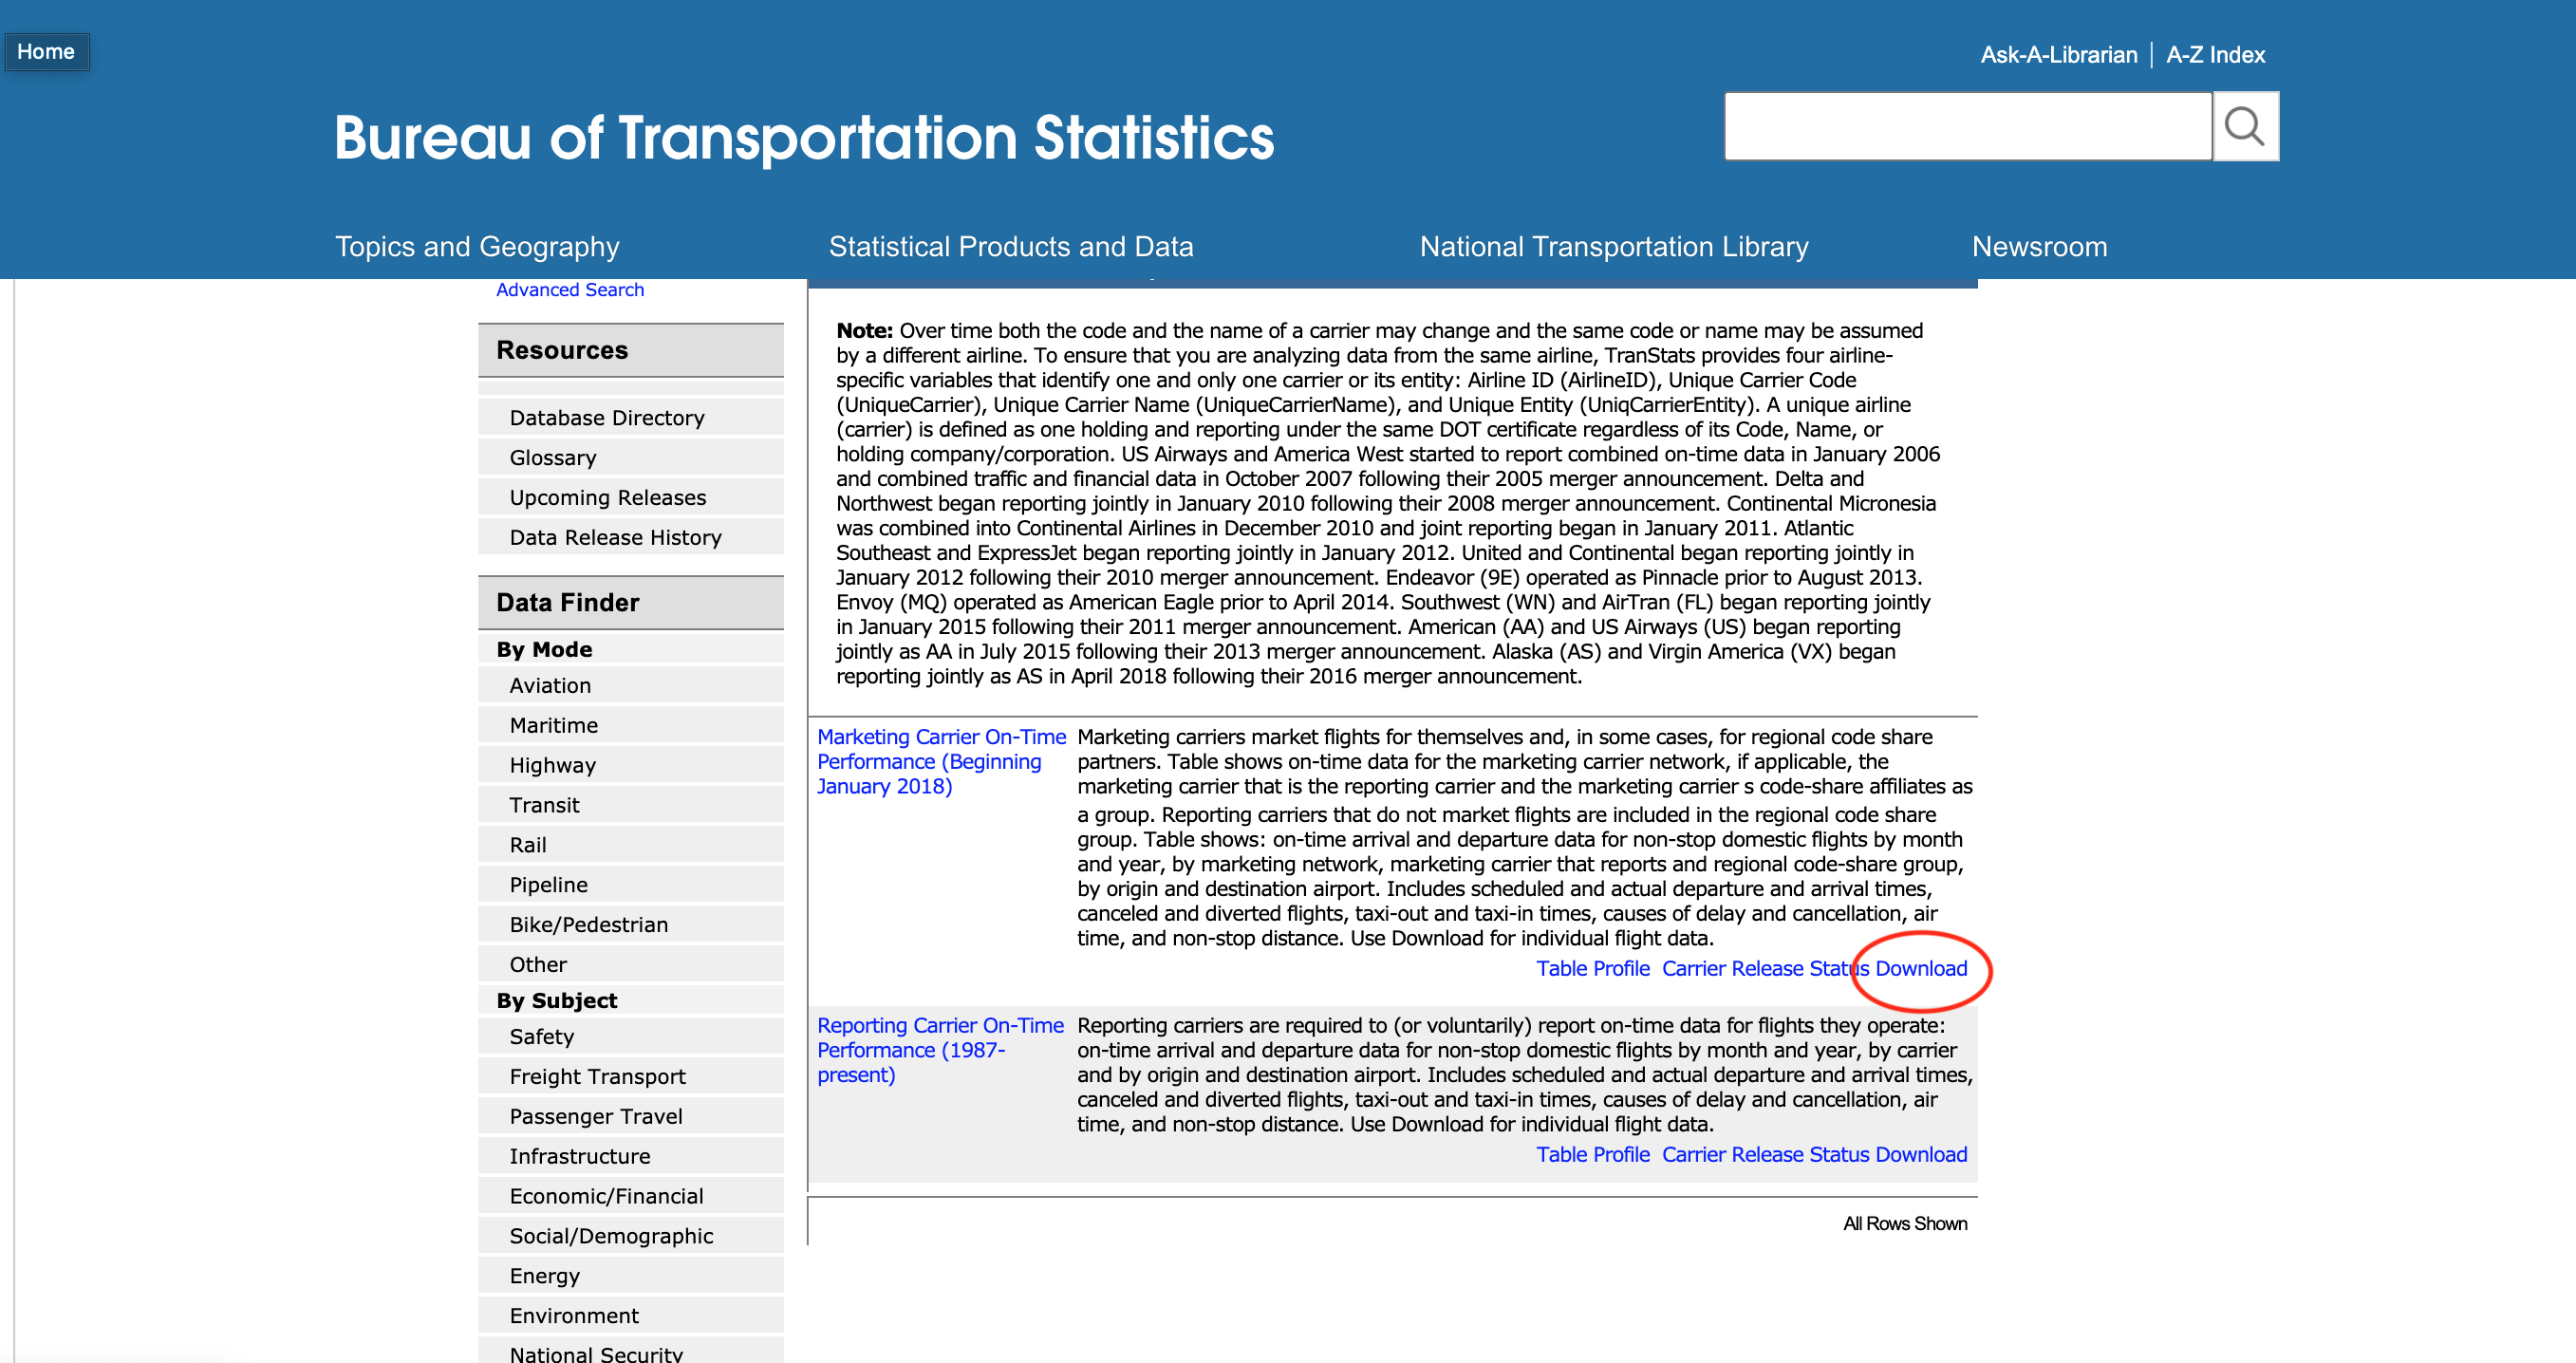 Home
Ask-A-Librarian
A-Z Index
Bureau of Transportation Statistics
Topics and Geography
Statistical Products and Data
National Transportation Library
Newsroom
Advanced Search
Resources
Database Directory
Glossary
Upcoming Releases
Data Release History
Data Finder
By Mode
Aviation
Maritime
Highway
Transit
Rail
Pipeline
Bike/Pedestrian
Other
By Subject
Safety
Freight Transport
Passenger Travel
Infrastructure
Economic/Financial
Social/Demographic
Energy
Environment
National Security
Note: Over time both the code and the name of a carrier may change and the same code or name may be assumed
by a different airline. To ensure that you are analyzing data from the same airline, TranStats provides four airline-
specific variables that identify one and only one carrier or its entity: Airline ID (AirlineID), Unique Carrier Code
(UniqueCarrier), Unique Carrier Name (UniqueCarrierName), and Unique Entity (UniqCarrierEntity). A unique airline
(carrier) is defined as one holding and reporting under the same DOT certificate regardless of its Code, Name, or
holding company/corporation. US Airways and America West started to report combined on-time data in January 2006
and combined traffic and financial data in October 2007 following their 2005 merger announcement. Delta and
Northwest began reporting jointly in January 2010 following their 2008 merger announcement. Continental Micronesia
was combined into Continental Airlines in December 2010 and joint reporting began in January 2011. Atlantic
Southeast and ExpressJet began reporting jointly in January 2012. United and Continental began reporting jointly in
January 2012 following their 2010 merger announcement. Endeavor (9E) operated as Pinnacle prior to August 2013.
Envoy (MQ) operated as American Eagle prior to April 2014. Southwest (WN) and AirTran (FL) began reporting jointly
in January 2015 following their 2011 merger announcement. American (AA) and US Airways (US) began reporting
jointly as AA in July 2015 following their 2013 merger announcement. Alaska (AS) and Virgin America (VX) began
reporting jointly as AS in April 2018 following their 2016 merger announcement.
Marketing Carrier On-Time
Performance (Beginning
January 2018)
Marketing carriers market flights for themselves and, in some cases, for regional code share
partners. Table shows on-time data for the marketing carrier network, if applicable, the
marketing carrier that is the reporting carrier and the marketing carrier s code-share affiliates as
a group. Reporting carriers that do not market flights are included in the regional code share
group. Table shows: on-time arrival and departure data for non-stop domestic flights by month
and year, by marketing network, marketing carrier that reports and regional code-share group,
by origin and destination airport. Includes scheduled and actual departure and arrival times,
canceled and diverted flights, taxi-out and taxi-in times, causes of delay and cancellation, air
time, and non-stop distance. Use Download for individual flight data.
Table Profile Carrier Release Status Download
Reporting Carrier On-Time
Performance (1987-
present)
Reporting carriers are required to (or voluntarily) report on-time data for flights they operate:
on-time arrival and departure data for non-stop domestic flights by month and year, by carrier
and by origin and destination airport. Includes scheduled and actual departure and arrival times,
canceled and diverted flights, taxi-out and taxi-in times, causes of delay and cancellation, air
time, and non-stop distance. Use Download for individual flight data.
Table Profile Carrier Release Status Download
All Rows Shown